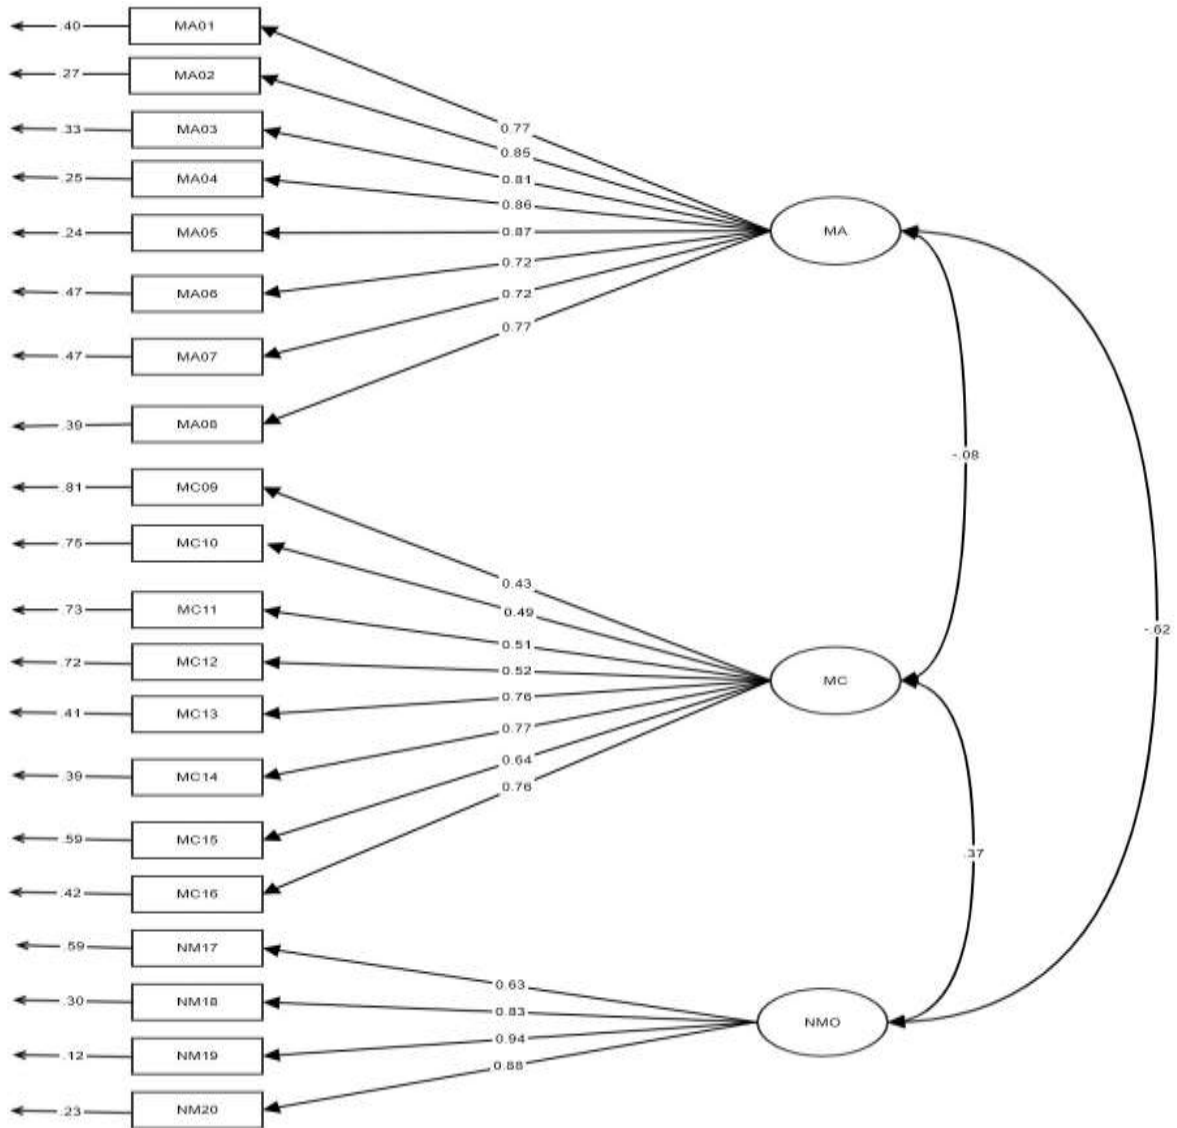 .40 MA01
.27 MA02
.33 MA03
0.77
0.85
.25 MA04
0.81
0.86
.24 MA05
0.87
MA
.47 MA06
0.72
0.72
.47 MA07
0.77
.39 MA08
-.08
.81 MC09
.75 MC10
0.43
.73 MC11
0.49
0.51
-.62
.72 MC12
0.52
MC
.41 MC13
0.76
0.77
.39 MC14
0.64
0.76
.59 MC15
.37
.42 MC16
.59 NM17
0.63
.30 NM18
0.83
NMO
0.94
.12 NM19
0.88
.23 NM20